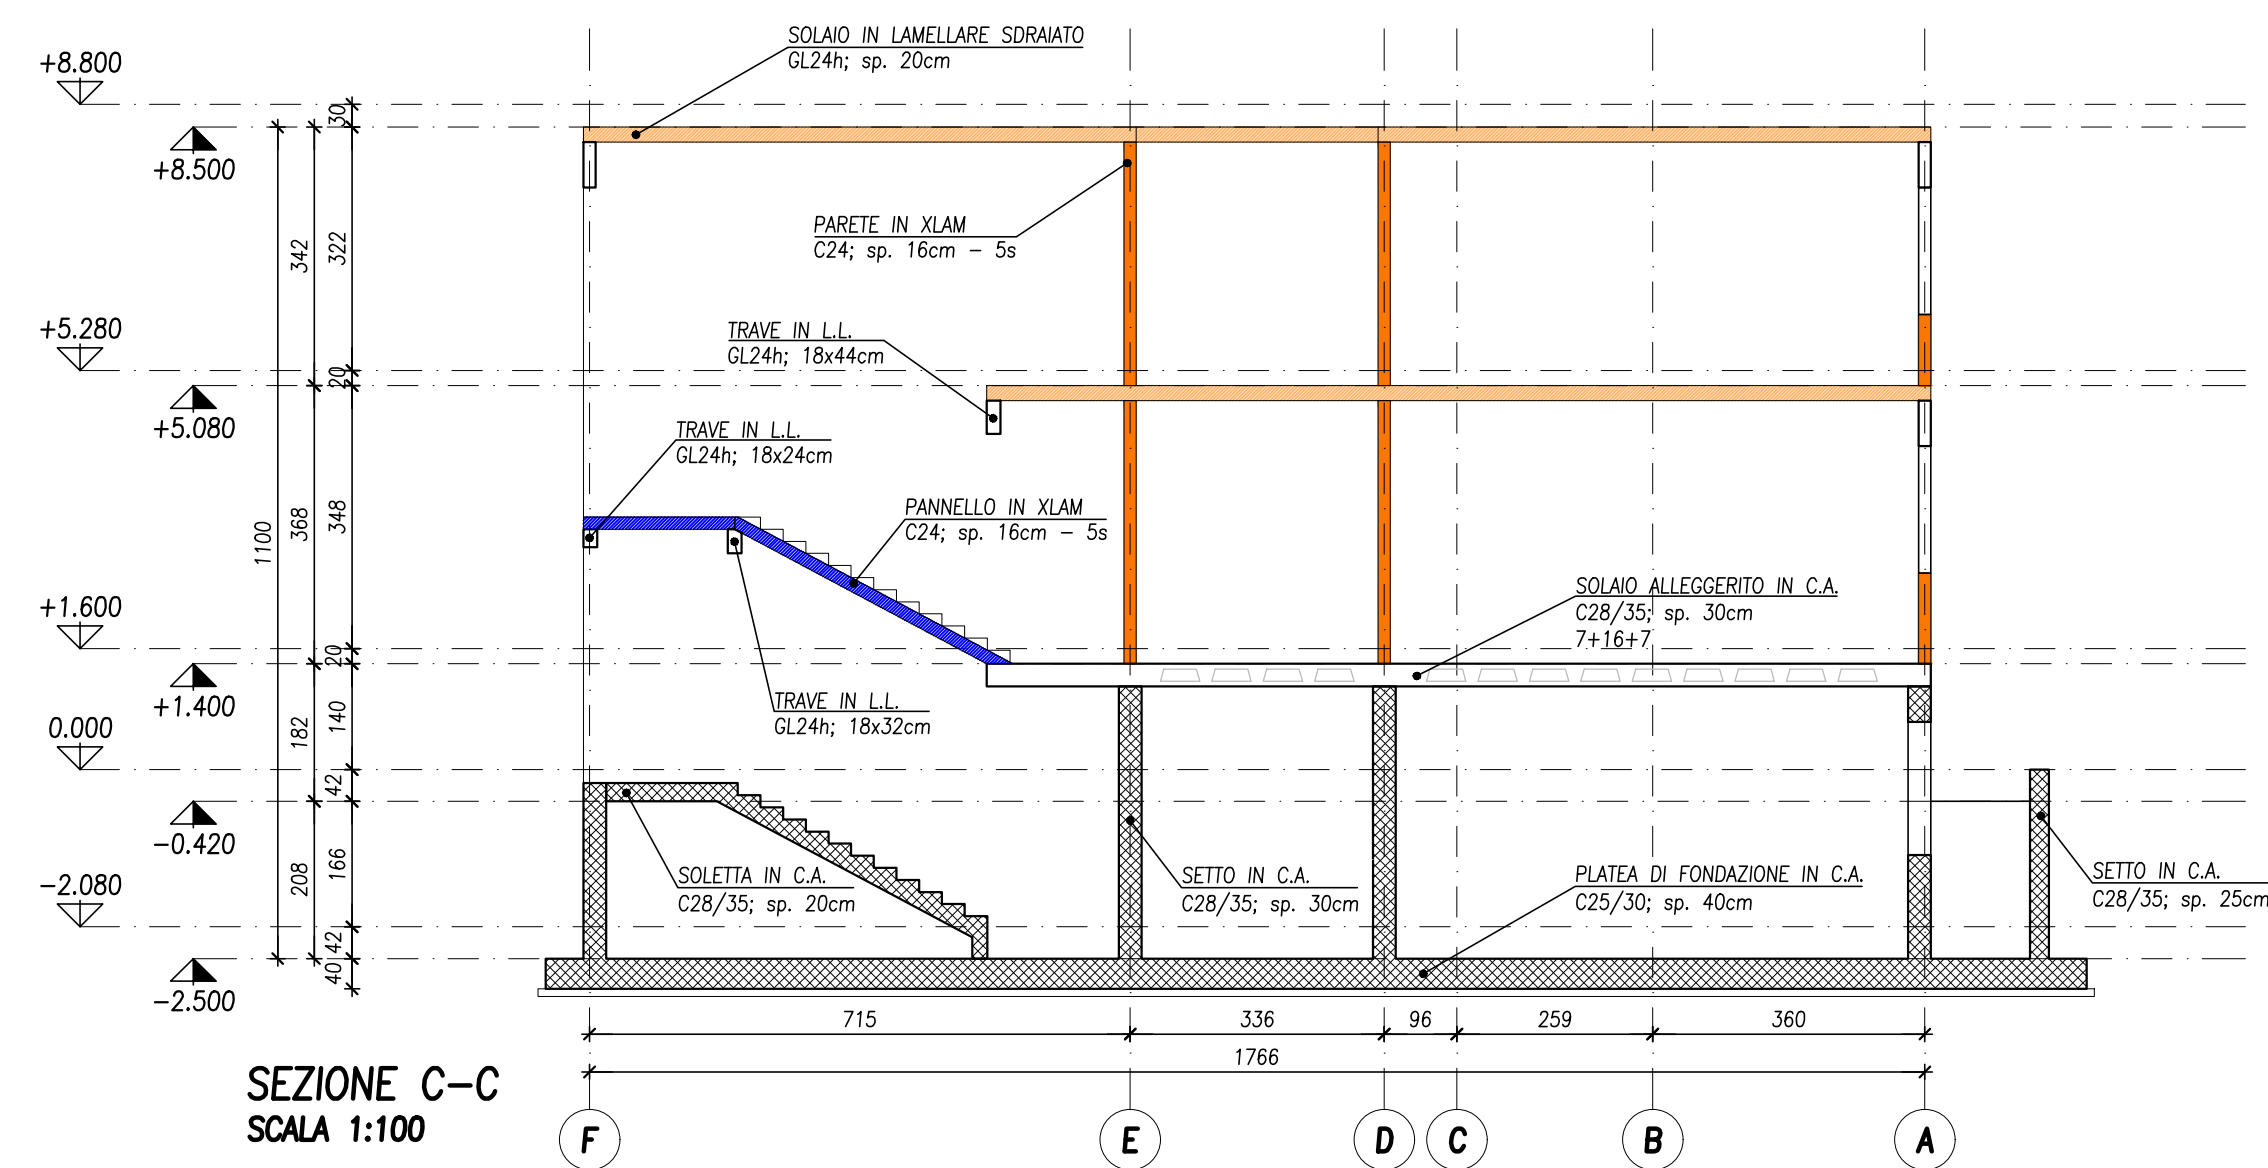 SOLAIO IN LAMELLARE SDRAIATO
GL24h; sp. 20cm
+8.800
30
+8.500
PARETE IN XLAM
C24; sp. 16cm - 5s
342
322
+5.280
TRAVE IN L.L.
GL24h; 18x44cm
20
+5.080
TRAVE IN L.L.
GL24h; 18x24cm
PANNELLO IN XLAM
C24; sp. 16cm - 5s
1100
368
348
SOLAIO ALLEGGERITO IN C.A.
C28/35; sp. 30cm
7+16+7
+1.600
20
+1.400
TRAVE IN L.L.
GL24h; 18x32cm
182
140
0.000
42
-0.420
208
166
SOLETTA IN C.A.
C28/35; sp. 20cm
SETTO IN C.A.
C28/35; sp. 30cm
PLATEA DI FONDAZIONE IN C.A.
C25/30; sp. 40cm
SETTO IN C.A.
C28/35; sp. 25cm
-2.080
42
40
-2.500
715
336
96
259
360
1766
SEZIONE C-C
SCALA 1:100
F
E
D
C
B
A